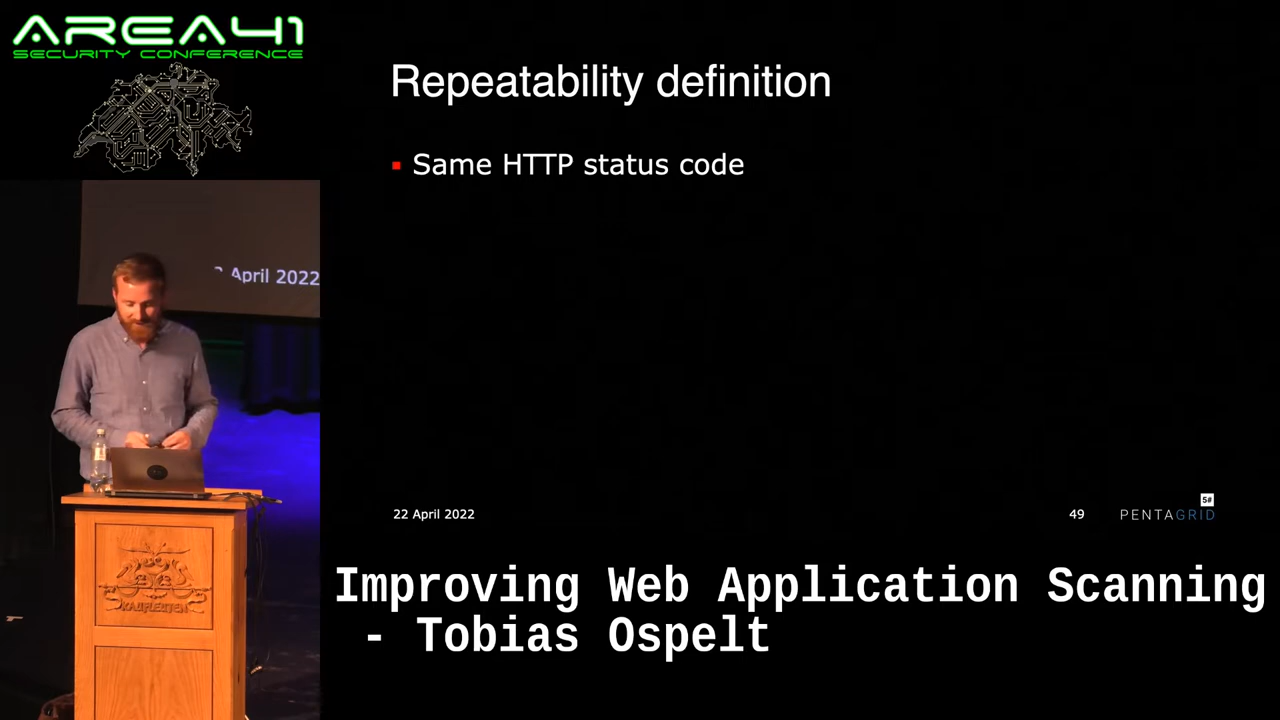 AREA41
SECURITY CONFERENCE
Repeatability definition
Same HTTP status code
April 2022
22 April 2022
49
5#
PENTAGRID
KAUFLEUTEN
Improving Web Application Scanning
- Tobias Ospelt